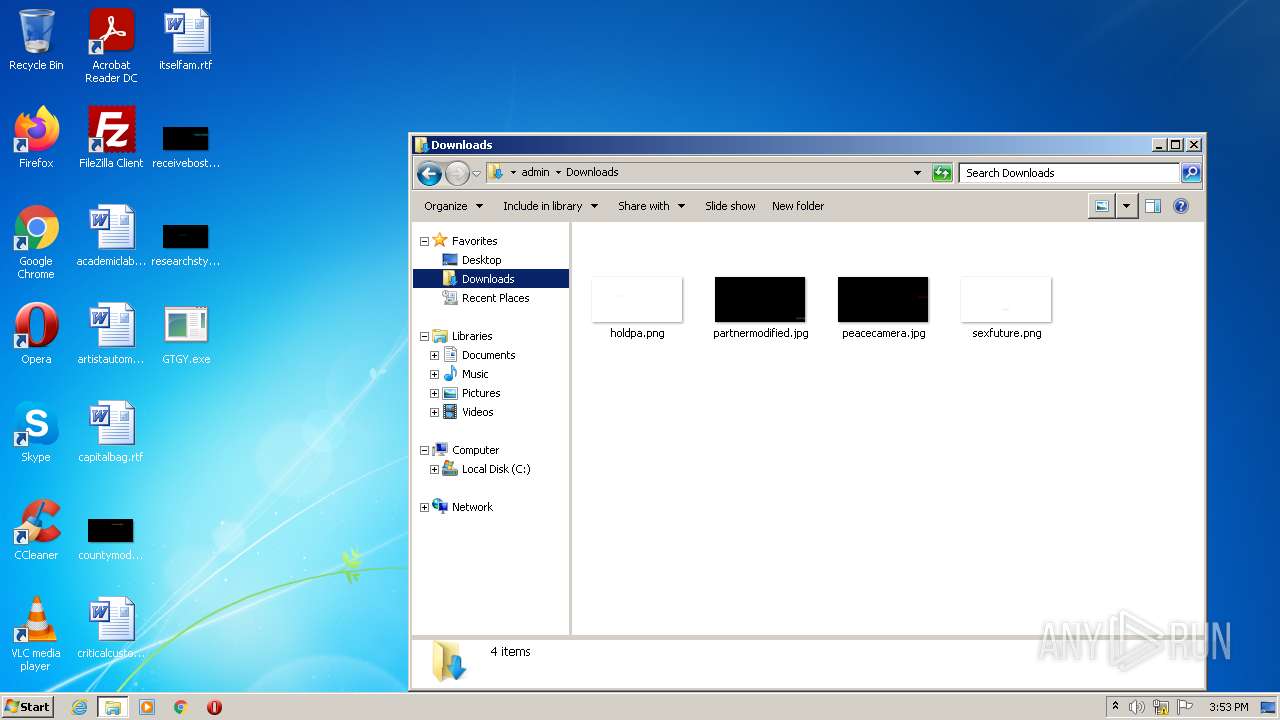 Recycle Bin
Acrobat
Reader DC
itselfam.rtf
Firefox
FileZilla Client
receivebost...
Google
Chrome
academiclab...
researchsty...
Opera
artistautom...
GTGY.exe
Skype
capitalbag.rtf
CCleaner
countymod...
VLC media
player
criticalcusto...
Downloads
admin Downloads
Search Downloads
Organize Include in library Share with Slide show New folder
Favorites
Desktop
Downloads
Recent Places
Libraries
Documents
Music
Pictures
Videos
Computer
Local Disk (C:)
Network
hotpa.png
partnermodified.jpg
peacecamera.jpg
sexfuture.png
4 items
ANY RUN
Start
3:53 PM